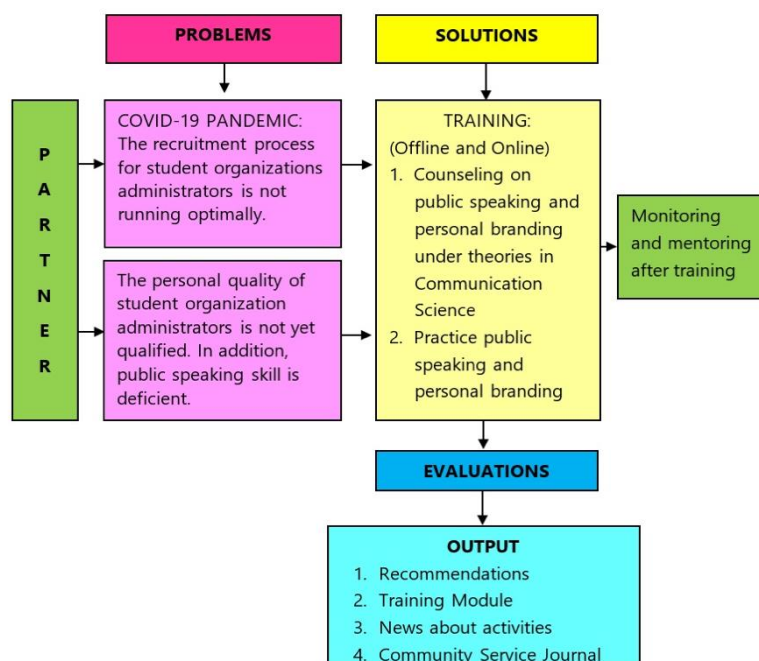 PROBLEMS
SOLUTIONS
P
A
R
T
N
E
R
COVID-19 PANDEMIC:
The recruitment process
for student organizations
administrators is not
running optimally.
The personal quality of
student organization
administrators is not yet
qualified. In addition,
public speaking skill is
deficient.
TRAINING:
(Offline and Online)
1. Counseling on
public speaking and
personal branding
under theories in
Communication
Science
2. Practice public
speaking and
personal branding
Monitoring
and mentoring
after training
EVALUATIONS
OUTPUT
1. Recommendations
2. Training Module
3. News about activities
4. Community Service Journal